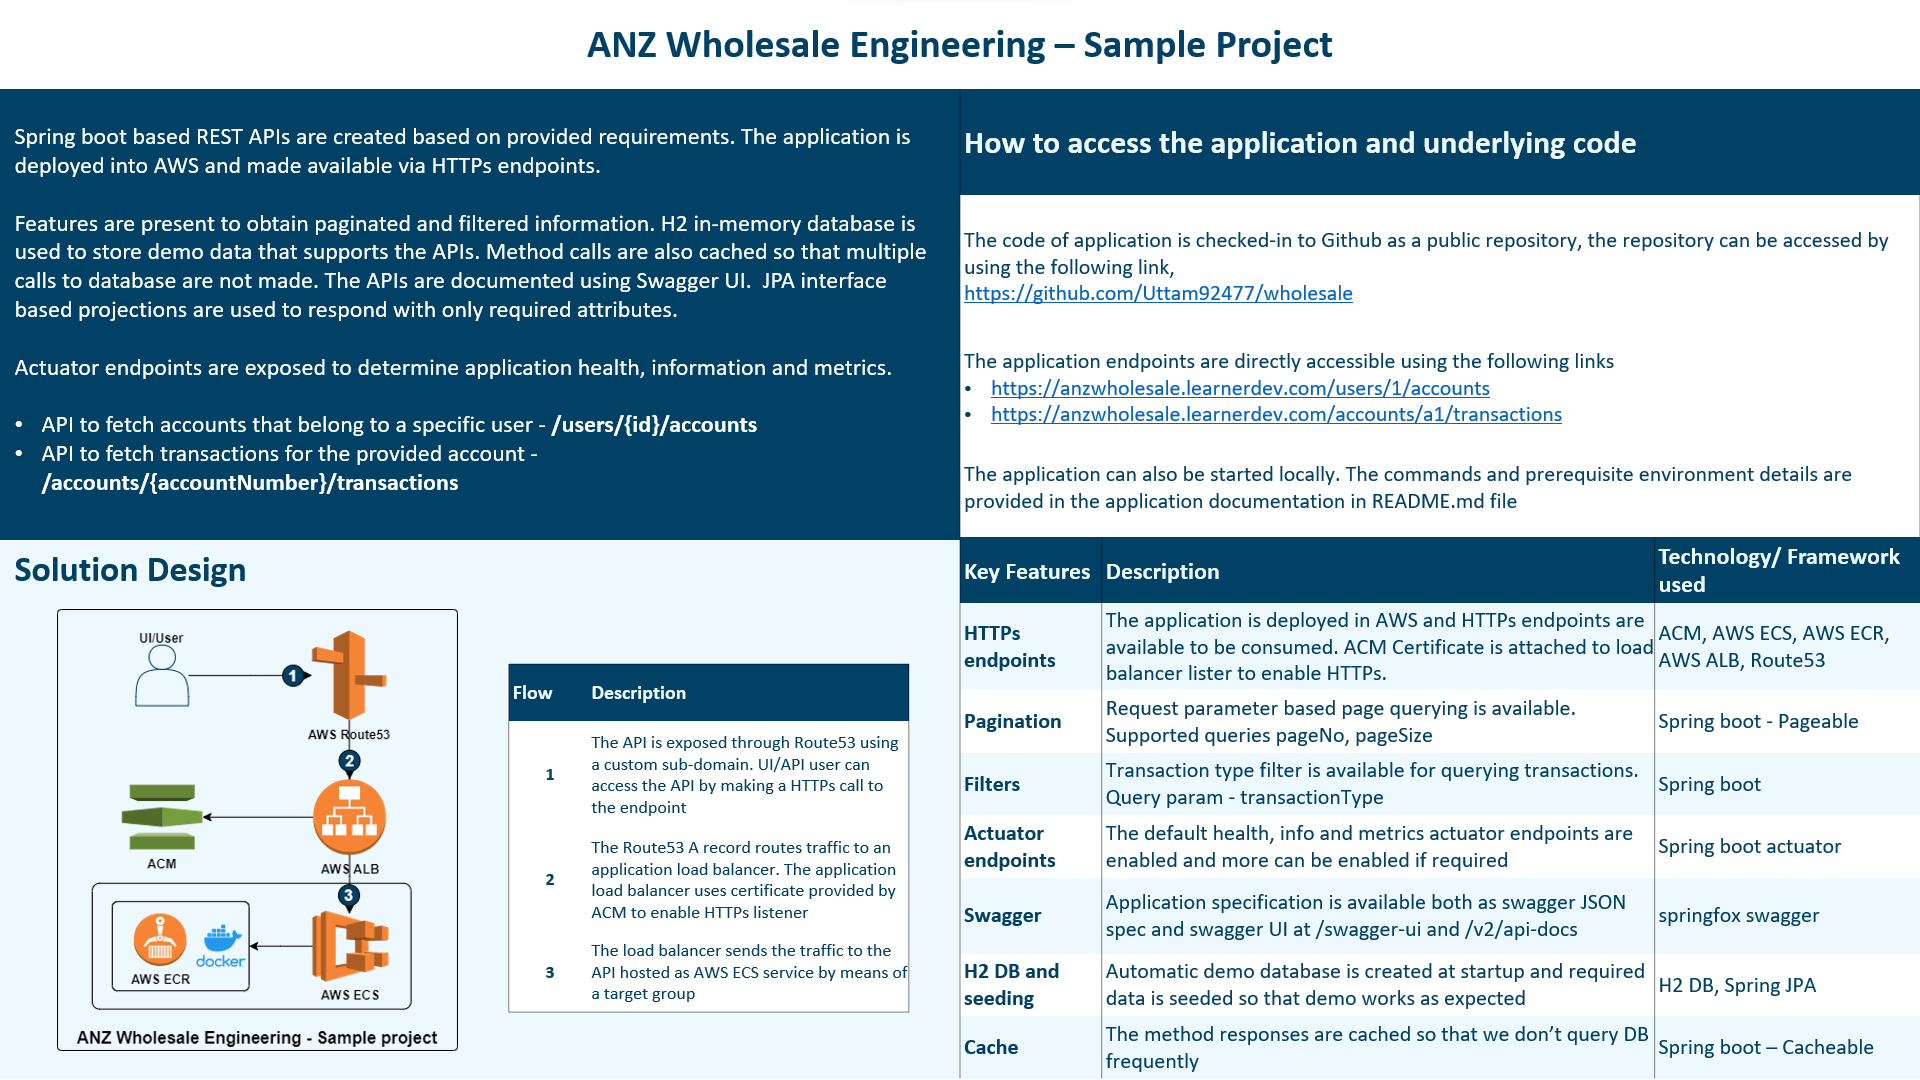 ANZ Wholesale Engineering – Sample Project
Spring boot based REST APIs are created based on provided requirements. The application is
deployed into AWS and made available via HTTPs endpoints.
Features are present to obtain paginated and filtered information. H2 in-memory database is
used to store demo data that supports the APIs. Method calls are also cached so that multiple
calls to database are not made. The APIs are documented using Swagger UI.  JPA interface
based projections are used to respond with only required attributes.
Actuator endpoints are exposed to determine application health, information and metrics.
• API to fetch accounts that belong to a specific user - /users/{id}/accounts
• API to fetch transactions for the provided account -
/accounts/{accountNumber}/transactions
How to access the application and underlying code
The code of application is checked-in to Github as a public repository, the repository can be accessed by
using the following link,
https://github.com/Uttam92477/wholesale
The application endpoints are directly accessible using the following links
• https://anzwholesale.learnerdev.com/users/1/accounts
• https://anzwholesale.learnerdev.com/accounts/a1/transactions
The application can also be started locally. The commands and prerequisite environment details are
provided in the application documentation in README.md file
Solution Design
UI/User
1
AWS Route53
2
ACM
AWS ALB
3
docker
AWS ECR
AWS ECS
ANZ Wholesale Engineering - Sample project
Flow Description
The API is exposed through Route53 using
a custom sub-domain. UI/API user can
1
access the API by making a HTTPs call to
the endpoint
The Route53 A record routes traffic to an
application load balancer. The application
2
load balancer uses certificate provided by
ACM to enable HTTPs listener
The load balancer sends the traffic to the
3 API hosted as AWS ECS service by means of
a target group
Key Features Description Technology/ Framework
used
HTTPs
endpoints
The application is deployed in AWS and HTTPs endpoints are
available to be consumed. ACM Certificate is attached to load
balancer lister to enable HTTPs.
ACM, AWS ECS, AWS ECR,
AWS ALB, Route53
Pagination
Request parameter based page querying is available.
Supported queries pageNo, pageSize
Spring boot - Pageable
Filters
Transaction type filter is available for querying transactions.
Query param - transactionType
Spring boot
Actuator
endpoints
The default health, info and metrics actuator endpoints are
enabled and more can be enabled if required
Spring boot actuator
Swagger
Application specification is available both as swagger JSON
spec and swagger UI at /swagger-ui and /v2/api-docs
springfox swagger
H2 DB and
seeding
Automatic demo database is created at startup and required
data is seeded so that demo works as expected
H2 DB, Spring JPA
Cache
The method responses are cached so that we don’t query DB
frequently
Spring boot – Cacheable